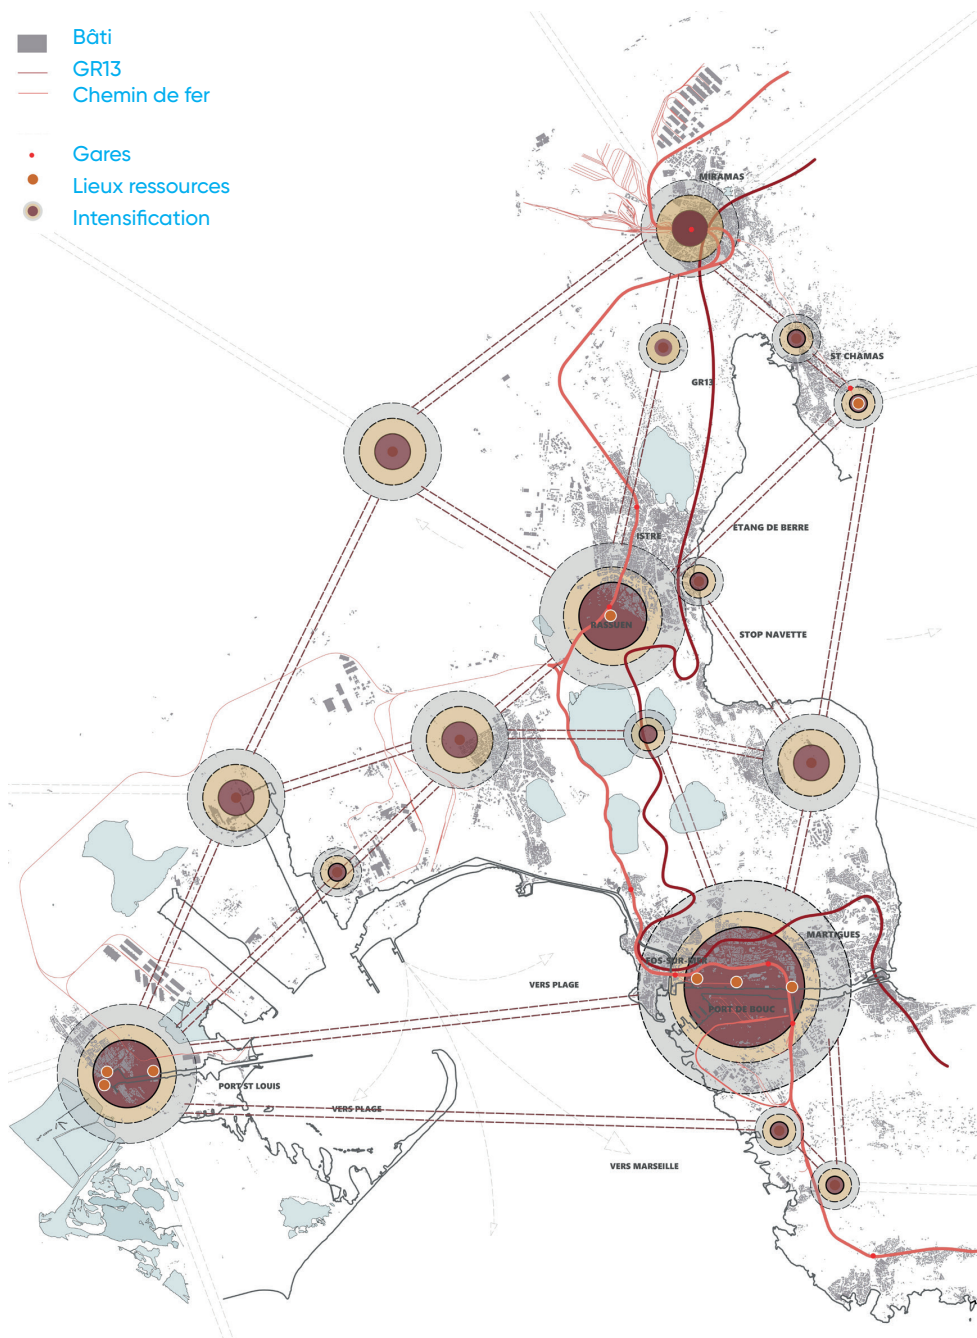 Bâti
GR13
Chemin de fer
Gares
Lieux ressources
Intensification
MIRAMAS
ST CHAMAS
GR13
ETANG DE BERRE
ISTRE
RASSUEN
STOP NAVETTE
MARTIGUES
FOS-SUR-MER
VERS PLAGE
PORT DE BOUC
PORT ST LOUIS
VERS PLAGE
VERS MARSEILLE